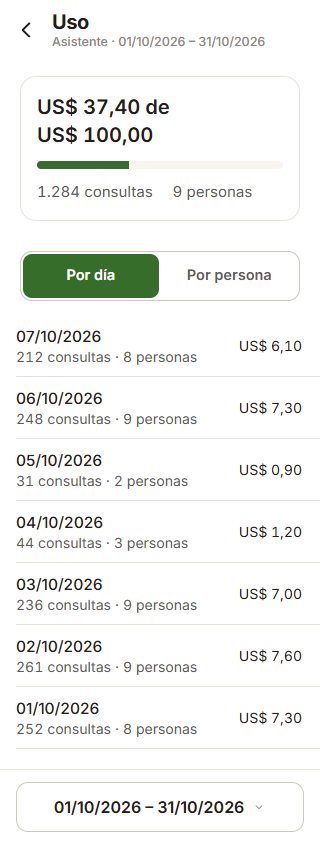 Uso
Asistente · 01/10/2026 – 31/10/2026
US$ 37,40 de
US$ 100,00
1.284 consultas 9 personas
Por día Por persona
07/10/2026
212 consultas · 8 personas
US$ 6,10
06/10/2026
248 consultas · 9 personas
US$ 7,30
05/10/2026
31 consultas · 2 personas
US$ 0,90
04/10/2026
44 consultas · 3 personas
US$ 1,20
03/10/2026
236 consultas · 9 personas
US$ 7,00
02/10/2026
261 consultas · 9 personas
US$ 7,60
01/10/2026
252 consultas · 8 personas
US$ 7,30
01/10/2026 – 31/10/2026